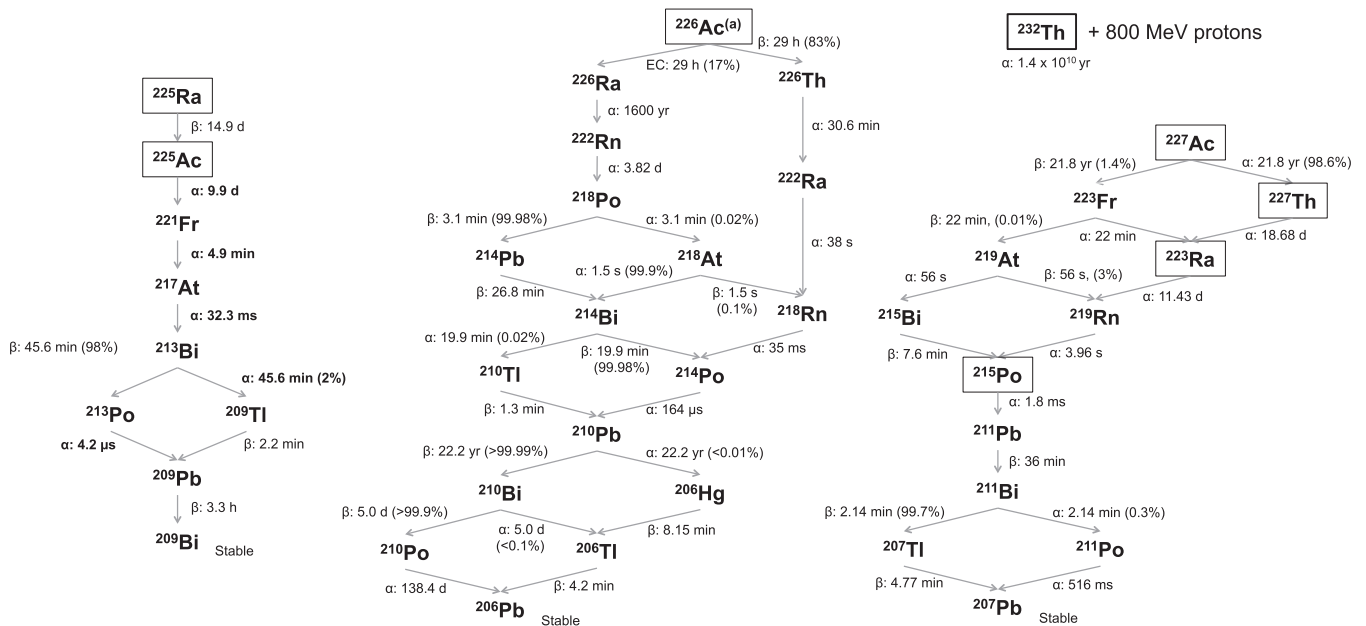 ²²⁵Ra
β: 14.9 d
²²⁵Ac
α: 9.9 d
²²¹Fr
α: 4.9 min
²¹⁷At
α: 32.3 ms
²¹³Bi
β: 45.6 min (98%)
α: 45.6 min (2%)
²¹³Po
²⁰⁹Tl
α: 4.2 µs
β: 2.2 min
²⁰⁹Pb
β: 3.3 h
²⁰⁹Bi
Stable
²²⁶Ac⁽ᵃ⁾
EC: 29 h (17%)
β: 29 h (83%)
²²⁶Ra
²²⁶Th
α: 1600 yr
α: 30.6 min
²²²Rn
α: 3.82 d
²²²Ra
²¹⁸Po
β: 3.1 min (99.98%)
α: 3.1 min (0.02%)
α: 38 s
²¹⁴Pb
²¹⁸At
α: 1.5 s (99.9%)
β: 26.8 min
β: 1.5 s
(0.1%)
²¹⁸Rn
²¹⁴Bi
α: 19.9 min (0.02%)
β: 19.9 min
(99.98%)
α: 35 ms
²¹⁰Tl
²¹⁴Po
β: 1.3 min
α: 164 µs
²¹⁰Pb
β: 22.2 yr (>99.99%)
α: 22.2 yr (<0.01%)
²¹⁰Bi
²⁰⁶Hg
β: 5.0 d (>99.9%)
α: 5.0 d
(<0.1%)
β: 8.15 min
²¹⁰Po
²⁰⁶Tl
α: 138.4 d
β: 4.2 min
²⁰⁶Pb
Stable
²³²Th + 800 MeV protons
α: 1.4 x 10¹⁰ yr
²²⁷Ac
β: 21.8 yr (1.4%)
α: 21.8 yr (98.6%)
²²³Fr
²²⁷Th
β: 22 min, (0.01%)
α: 22 min
α: 18.68 d
²¹⁹At
²²³Ra
α: 56 s
β: 56 s, (3%)
α: 11.43 d
²¹⁵Bi
²¹⁹Rn
β: 7.6 min
α: 3.96 s
²¹⁵Po
α: 1.8 ms
²¹¹Pb
β: 36 min
²¹¹Bi
β: 2.14 min (99.7%)
α: 2.14 min (0.3%)
²⁰⁷Tl
²¹¹Po
β: 4.77 min
α: 516 ms
²⁰⁷Pb
Stable